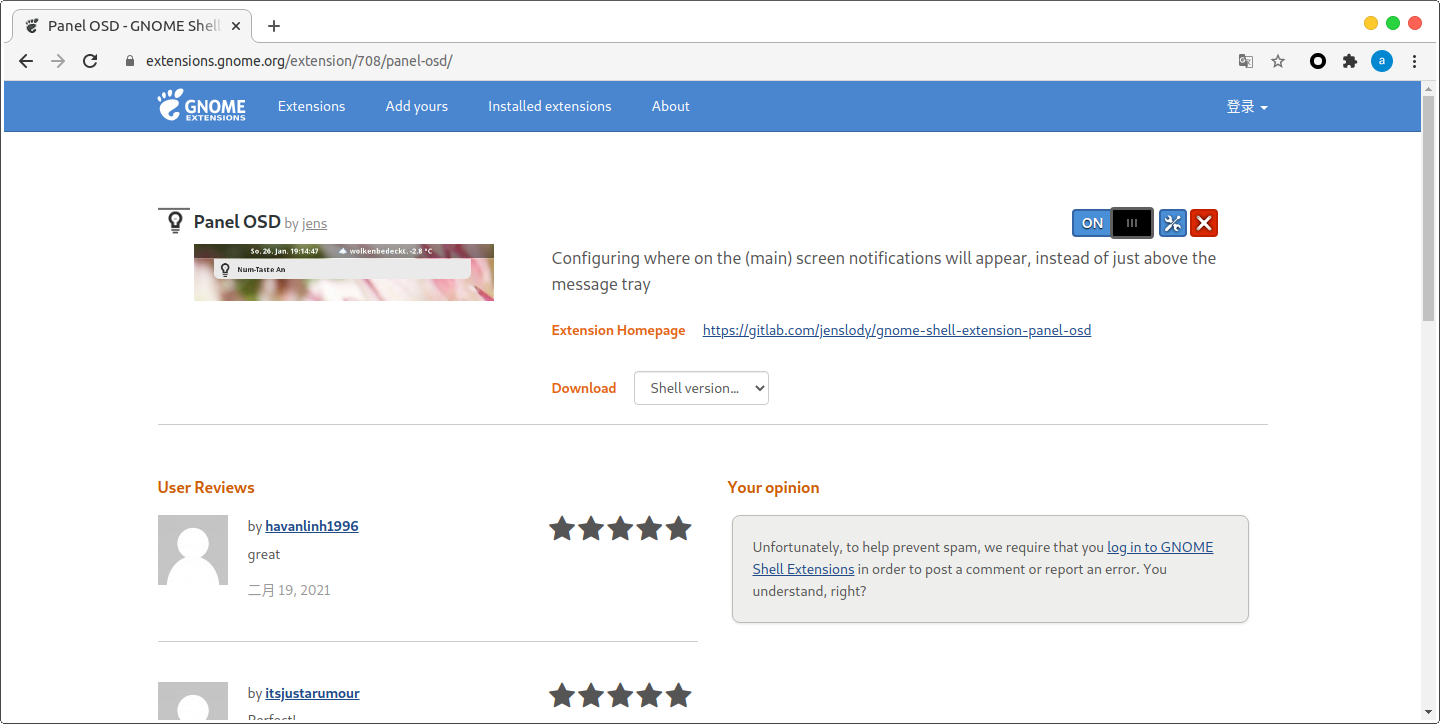 Panel OSD - GNOME Shell
extensions.gnome.org/extension/708/panel-osd/
a
GNOME
EXTENSIONS
Extensions
Add yours
Installed extensions
About
登录
Panel OSD by jens
ON
So. 26. Jan. 19:14:47
wolkenbedeckt. -2.8 °C
Num-Taste An
Configuring where on the (main) screen notifications will appear, instead of just above the
message tray
Extension Homepage
https://gitlab.com/jenslody/gnome-shell-extension-panel-osd
Download
Shell version...
User Reviews
by havanlinh1996
great
二月 19, 2021
by itsjustarumour
Perfect!
Your opinion
Unfortunately, to help prevent spam, we require that you log in to GNOME
Shell Extensions in order to post a comment or report an error. You
understand, right?